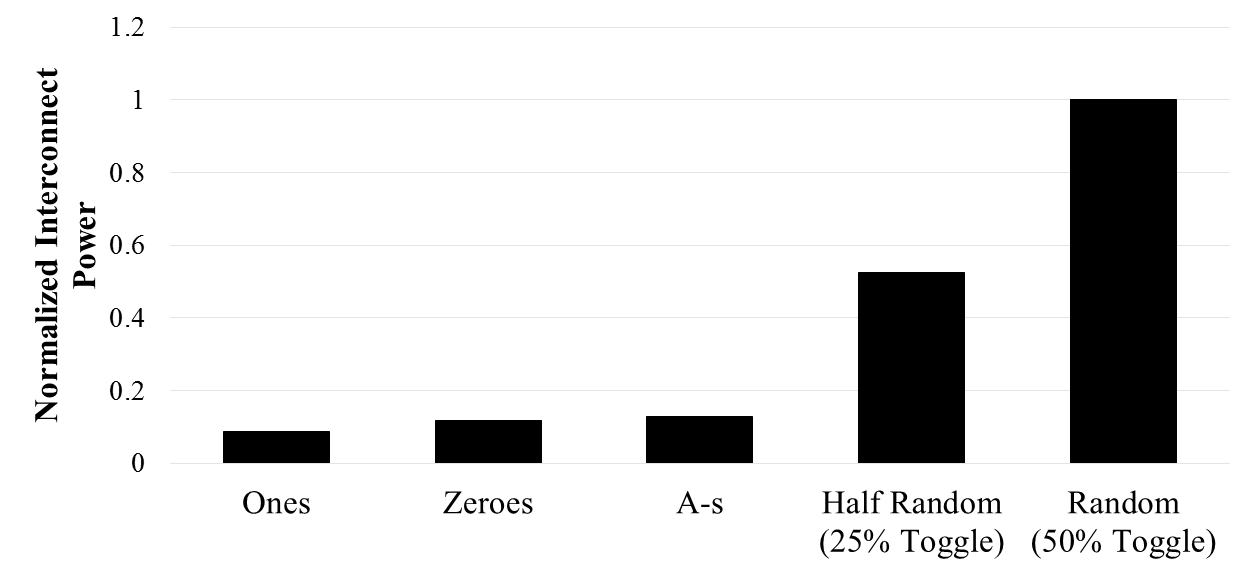 Normalized Interconnect
Power
1.2
1
0.8
0.6
0.4
0.2
0
Ones
Zeroes
A-s
Half Random
(25% Toggle)
Random
(50% Toggle)